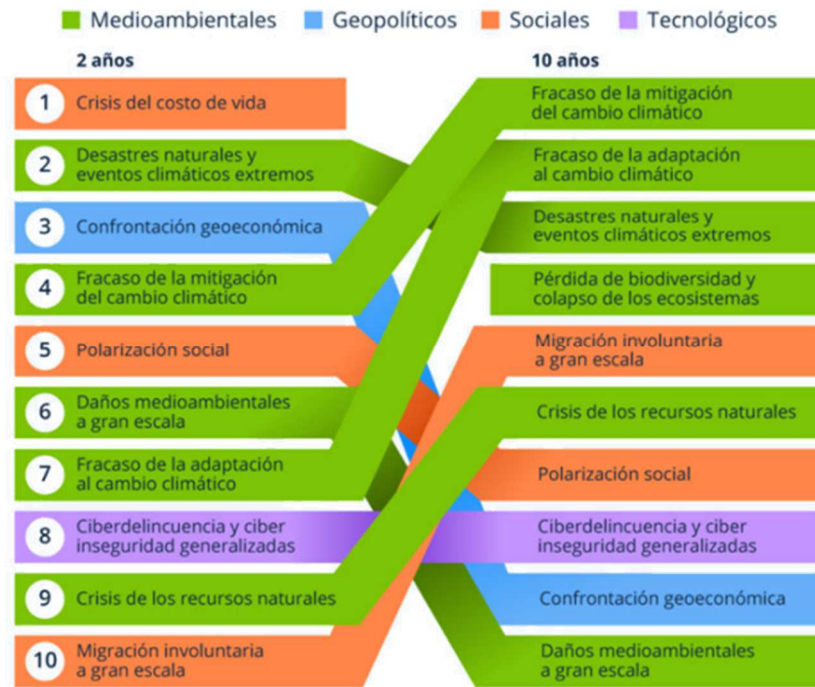 Medioambientales Geopolíticos Sociales Tecnológicos
2 años
1 Crisis del costo de vida
2 Desastres naturales y
eventos climáticos extremos
3 Confrontación geoeconómica
4 Fracaso de la mitigación
del cambio climático
5 Polarización social
6 Daños medioambientales
a gran escala
7 Fracaso de la adaptación
al cambio climático
8 Ciberdelincuencia y ciber
inseguridad generalizadas
9 Crisis de los recursos naturales
10 Migración involuntaria
a gran escala
10 años
Fracaso de la mitigación
del cambio climático
Fracaso de la adaptación
al cambio climático
Desastres naturales y
eventos climáticos extremos
Pérdida de biodiversidad y
colapso de los ecosistemas
Migración involuntaria
a gran escala
Crisis de los recursos naturales
Polarización social
Ciberdelincuencia y ciber
inseguridad generalizadas
Confrontación geoeconómica
Daños medioambientales
a gran escala